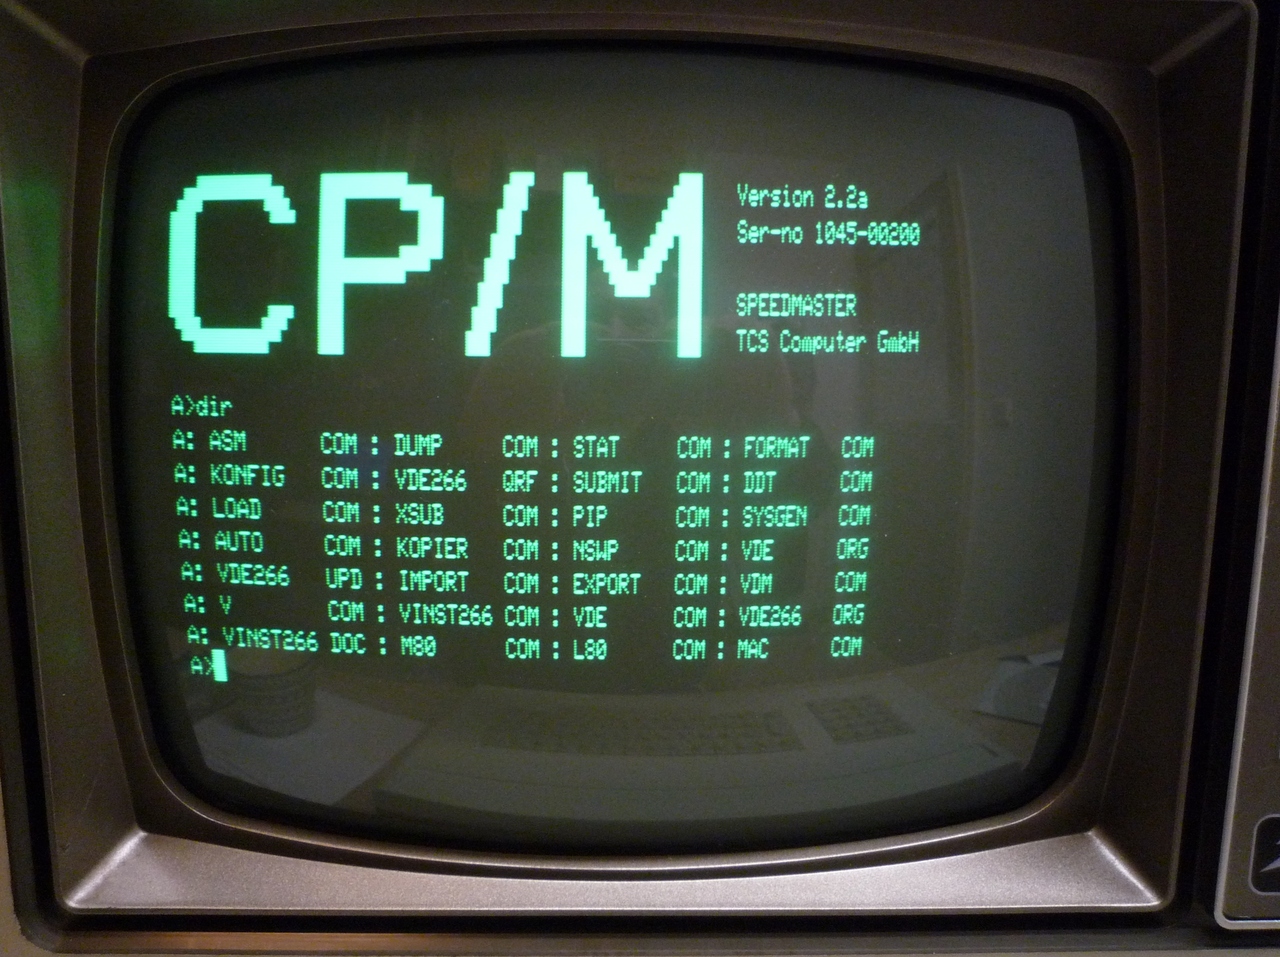 CP/M
Version 2.2a
Ser-no 1045-00200
SPEEDMASTER
TCS Computer GmbH
A>dir
A: ASM COM : DUMP COM : STAT COM : FORMAT COM
A: KONFIG COM : VDE266 QRF : SUBMIT COM : DDT COM
A: LOAD COM : XSUB COM : PIP COM : SYSGEN COM
A: AUTO COM : KOPIER COM : NSWP COM : VDE ORG
A: VDE266 UPD : IMPORT COM : EXPORT COM : VDM COM
A: V COM : VINST266 COM : VDE COM : VDE266 ORG
A: VINST266 DOC : M80 COM : L80 COM : MAC COM
A>